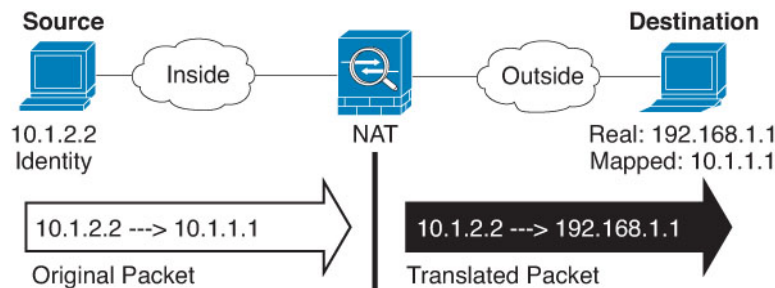 Source
Destination
Inside
Outside
10.1.2.2
Identity
NAT
Real: 192.168.1.1
Mapped: 10.1.1.1
10.1.2.2 ---> 10.1.1.1
10.1.2.2 ---> 192.168.1.1
Original Packet
Translated Packet